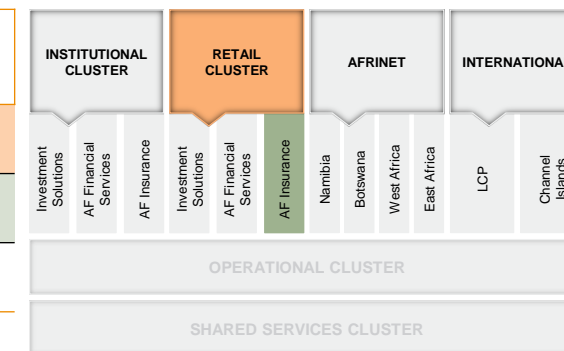 INSTITUTIONAL
CLUSTER
RETAIL
CLUSTER
AFRINET
INTERNATIONA
Investment
Solutions
AF Financial
Services
AF Insurance
Investment
Solutions
AF Financial
Services
AF Insurance
Namibia
Botswana
West Africa
East Africa
LCP
Channel
Islands
OPERATIONAL CLUSTER
SHARED SERVICES CLUSTER